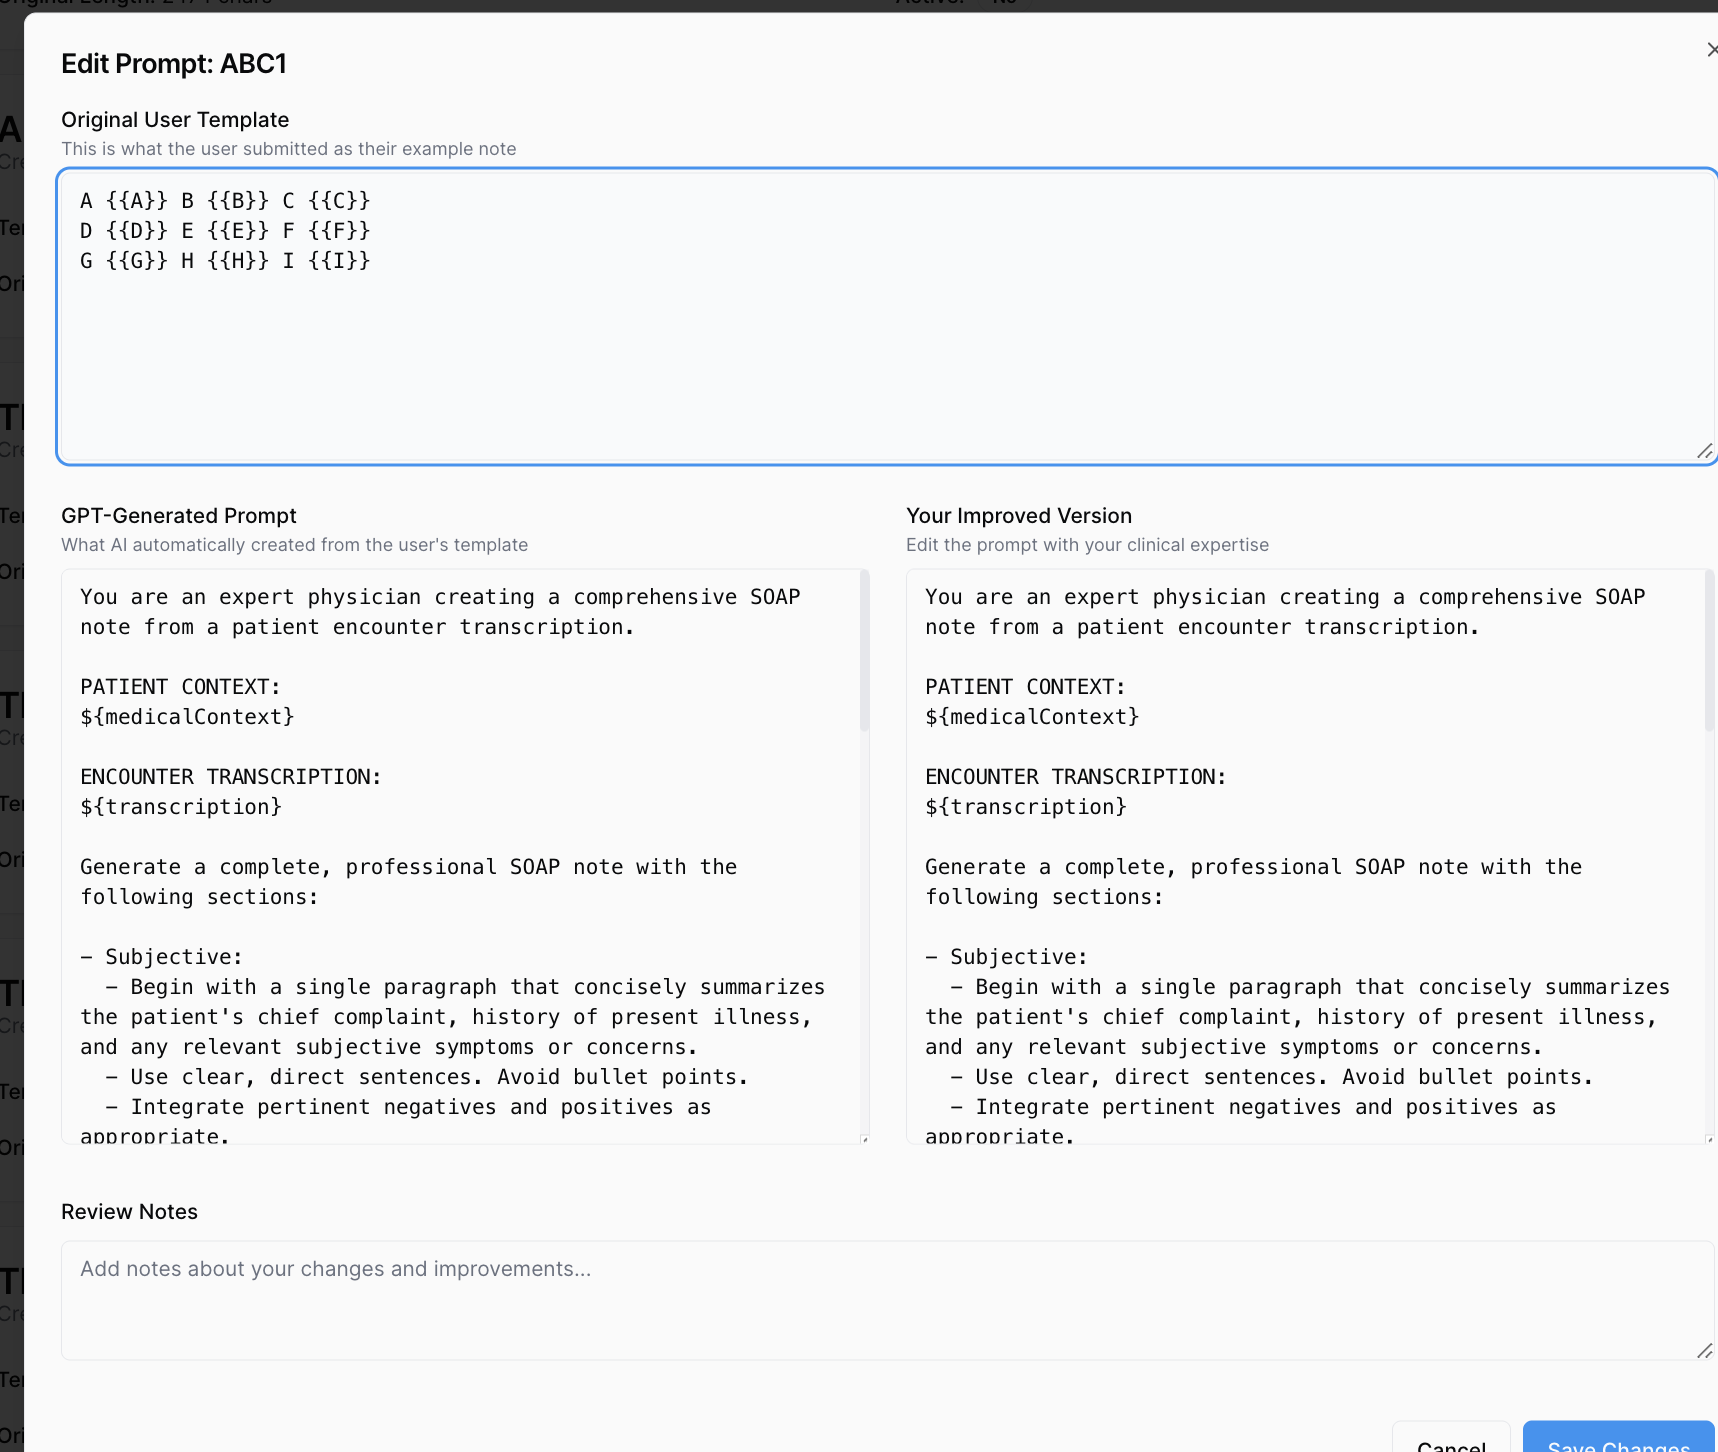 Edit Prompt: ABC1
Original User Template
This is what the user submitted as their example note
A {{A}} B {{B}} C {{C}}
D {{D}} E {{E}} F {{F}}
G {{G}} H {{H}} I {{I}}
GPT-Generated Prompt
What AI automatically created from the user's template
You are an expert physician creating a comprehensive SOAP
note from a patient encounter transcription.
PATIENT CONTEXT:
${medicalContext}
ENCOUNTER TRANSCRIPTION:
${transcription}
Generate a complete, professional SOAP note with the
following sections:
– Subjective:
– Begin with a single paragraph that concisely summarizes
the patient's chief complaint, history of present illness,
and any relevant subjective symptoms or concerns.
– Use clear, direct sentences. Avoid bullet points.
– Integrate pertinent negatives and positives as
appropriate.
Your Improved Version
Edit the prompt with your clinical expertise
You are an expert physician creating a comprehensive SOAP
note from a patient encounter transcription.
PATIENT CONTEXT:
${medicalContext}
ENCOUNTER TRANSCRIPTION:
${transcription}
Generate a complete, professional SOAP note with the
following sections:
– Subjective:
– Begin with a single paragraph that concisely summarizes
the patient's chief complaint, history of present illness,
and any relevant subjective symptoms or concerns.
– Use clear, direct sentences. Avoid bullet points.
– Integrate pertinent negatives and positives as
appropriate.
Review Notes
Add notes about your changes and improvements...
Cancel
Save Changes